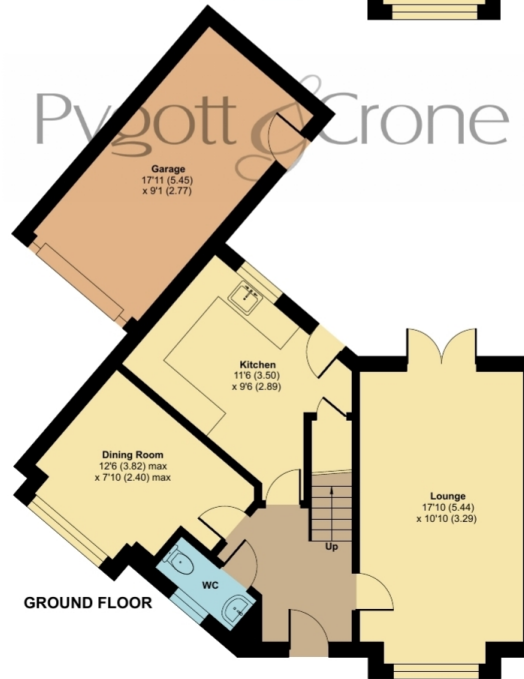 Pygott & Crone
Garage
17'11 (5.45)
x 9'1 (2.77)
Kitchen
11'6 (3.50)
x 9'6 (2.89)
Dining Room
12'6 (3.82) max
x 7'10 (2.40) max
Lounge
17'10 (5.44)
x 10'10 (3.29)
Up
WC
GROUND FLOOR